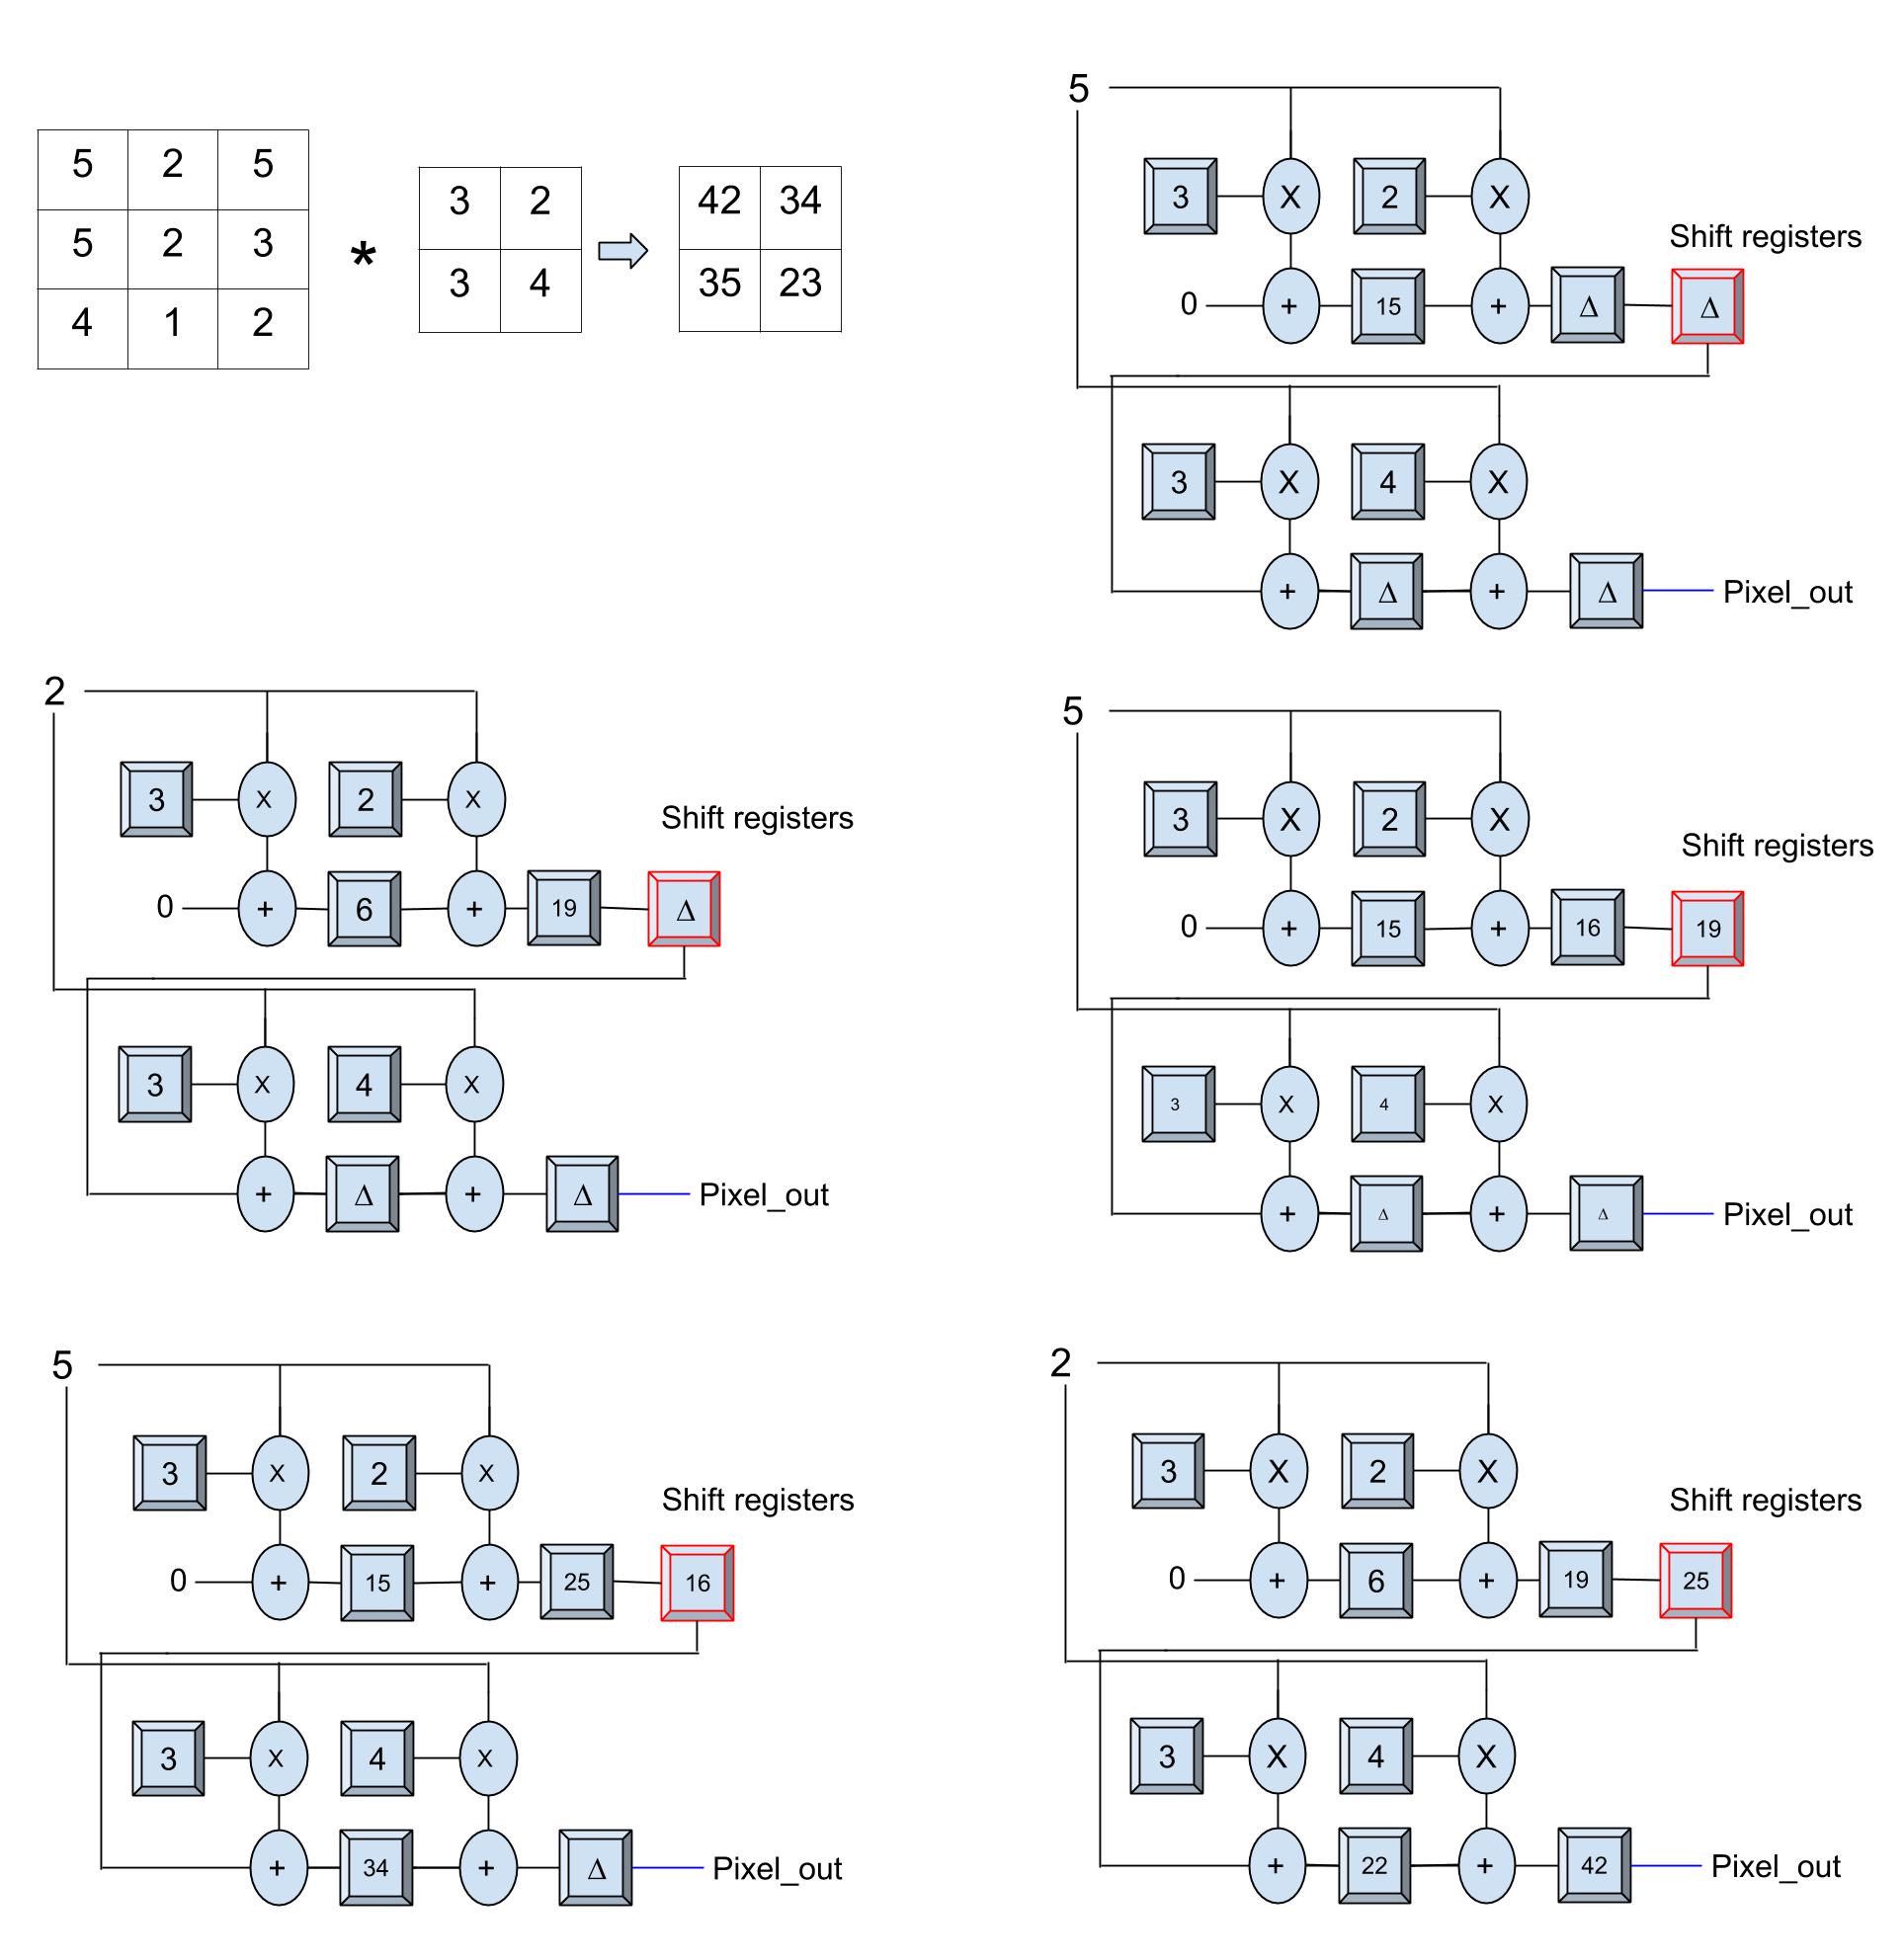 5 2 5
5 2 3
4 1 2
*
3 2
3 4
42 34
35 23
5
3 X 2 X
Shift registers
0 + 15 + Δ Δ
3 X 4 X
+ Δ + Δ Pixel_out
2
3 X 2 X
Shift registers
0 + 6 + 19 Δ
3 X 4 X
+ Δ + Δ Pixel_out
5
3 X 2 X
Shift registers
0 + 15 + 16 19
3 X 4 X
+ Δ + Δ Pixel_out
5
3 X 2 X
Shift registers
0 + 15 + 25 16
3 X 4 X
+ 34 + Δ Pixel_out
2
3 X 2 X
Shift registers
0 + 6 + 19 25
3 X 4 X
+ 22 + 42 Pixel_out